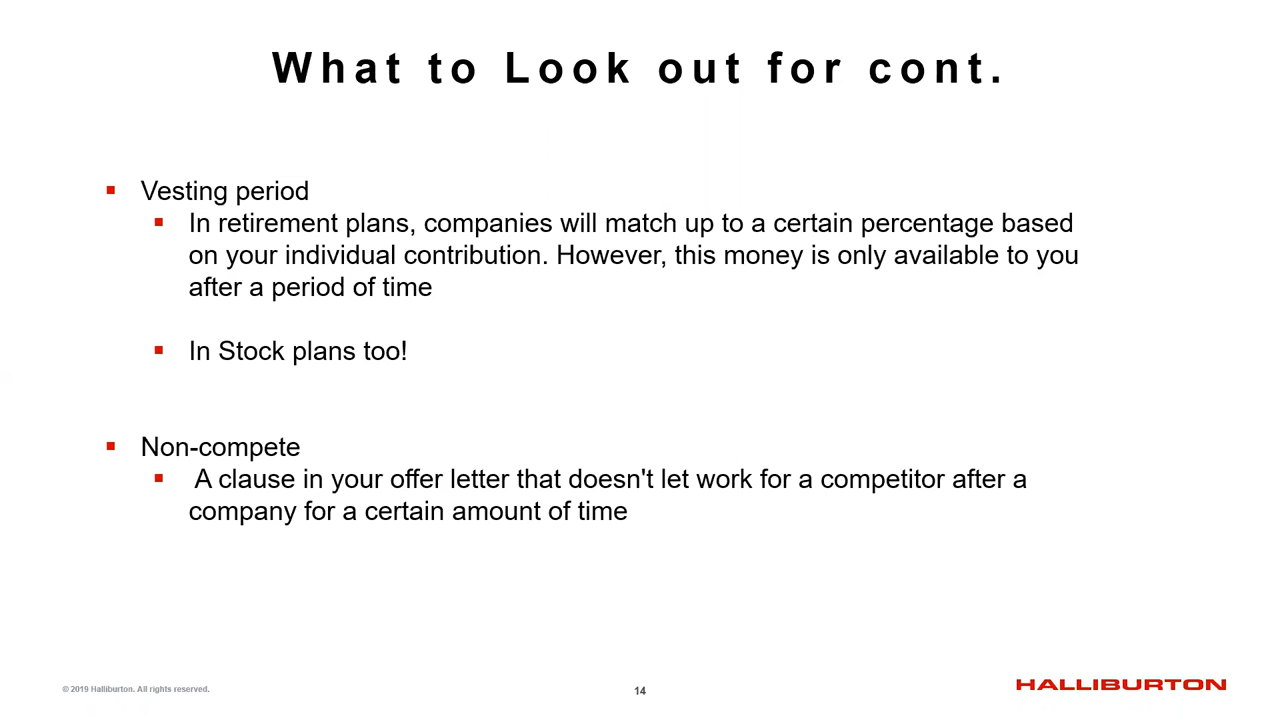 What to Look out for cont.
▪ Vesting period
▪ In retirement plans, companies will match up to a certain percentage based
on your individual contribution. However, this money is only available to you
after a period of time
▪ In Stock plans too!
▪ Non-compete
▪ A clause in your offer letter that doesn't let work for a competitor after a
company for a certain amount of time
© 2019 Halliburton. All rights reserved.
14
HALLIBURTON